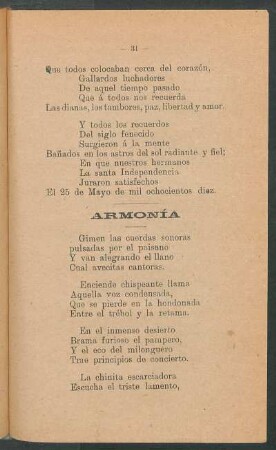 — 31 —
Que todos colocaban cerca del corazón,
Gallardos luchadores
De aquel tiempo pasado
Que á todos nos recuerda
Las dianas, los tambores, paz, libertad y amor.
Y todos los recuerdos
Del siglo fenecido
Surgieron á la mente
Bañados en los astros del sol radiante y fiel;
En que nuestros hermanos
La santa Independencia
Juraron satisfechos
El 25 de Mayo de mil ochocientos diez.
ARMONÍA
Gimen las cuerdas sonoras
pulsadas por el paisano
Y van alegrando el llano
Cual avecitas cantoras.
Enciende chispeante llama
Aquella voz condensada,
Que se pierde en la hondonada
Entre el trébol y la retama.
En el inmenso desierto
Brama furioso el pampero,
Y el eco del milonguero
Trae principios de concierto.
La chinita escarciadora
Escucha el triste lamento,